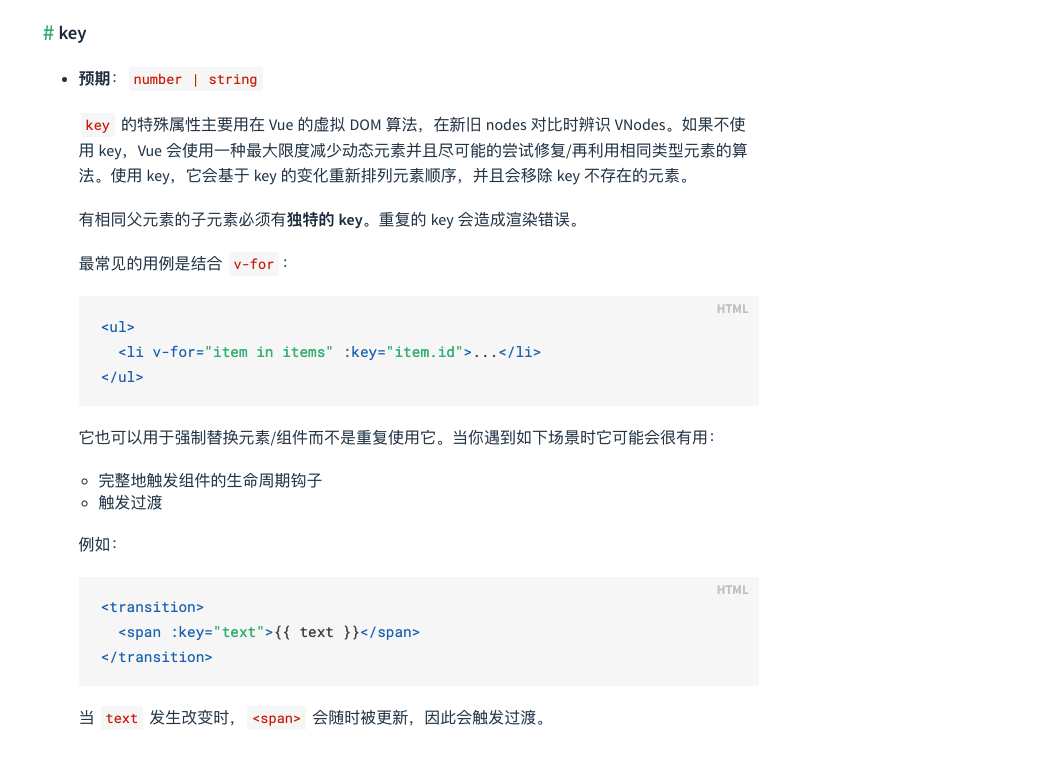 # key
预期： number | string
key 的特殊属性主要用在 Vue 的虚拟 DOM 算法，在新旧 nodes 对比时辨识 VNodes。如果不使
用 key，Vue 会使用一种最大限度减少动态元素并且尽可能的尝试修复/再利用相同类型元素的算
法。使用 key，它会基于 key 的变化重新排列元素顺序，并且会移除 key 不存在的元素。
有相同父元素的子元素必须有独特的 key。重复的 key 会造成渲染错误。
最常见的用例是结合 v-for：
HTML
<ul>
  <li v-for="item in items" :key="item.id">...</li>
</ul>
它也可以用于强制替换元素/组件而不是重复使用它。当你遇到如下场景时它可能会很有用：
完整地触发组件的生命周期钩子
触发过渡
例如：
HTML
<transition>
  <span :key="text">{{ text }}</span>
</transition>
当 text 发生改变时，<span> 会随时被更新，因此会触发过渡。